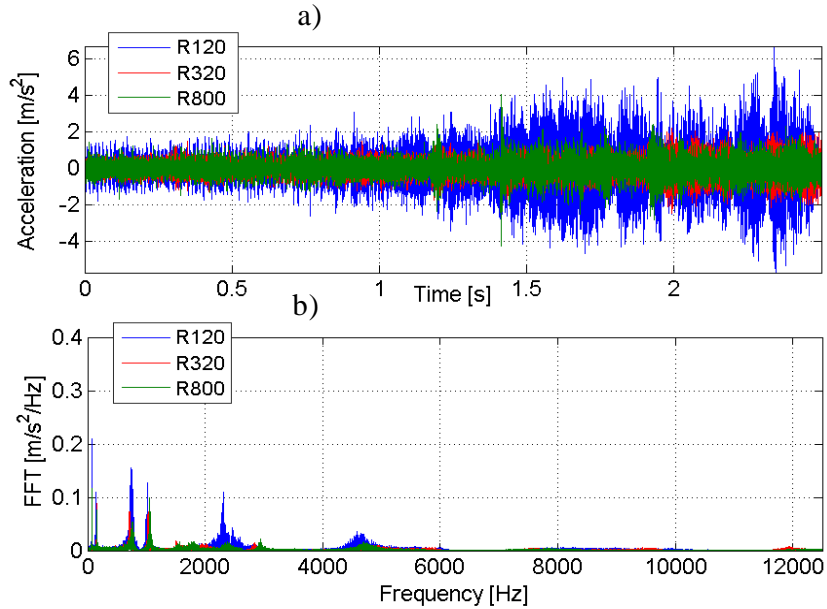 a)
R120
R320
R800
Acceleration [m/s²]
6
4
2
0
-2
-4
0 0.5 1 1.5 2
Time [s]
b)
R120
R320
R800
FFT [m/s²/Hz]
0.4
0.3
0.2
0.1
0
0 2000 4000 6000 8000 10000 12000
Frequency [Hz]